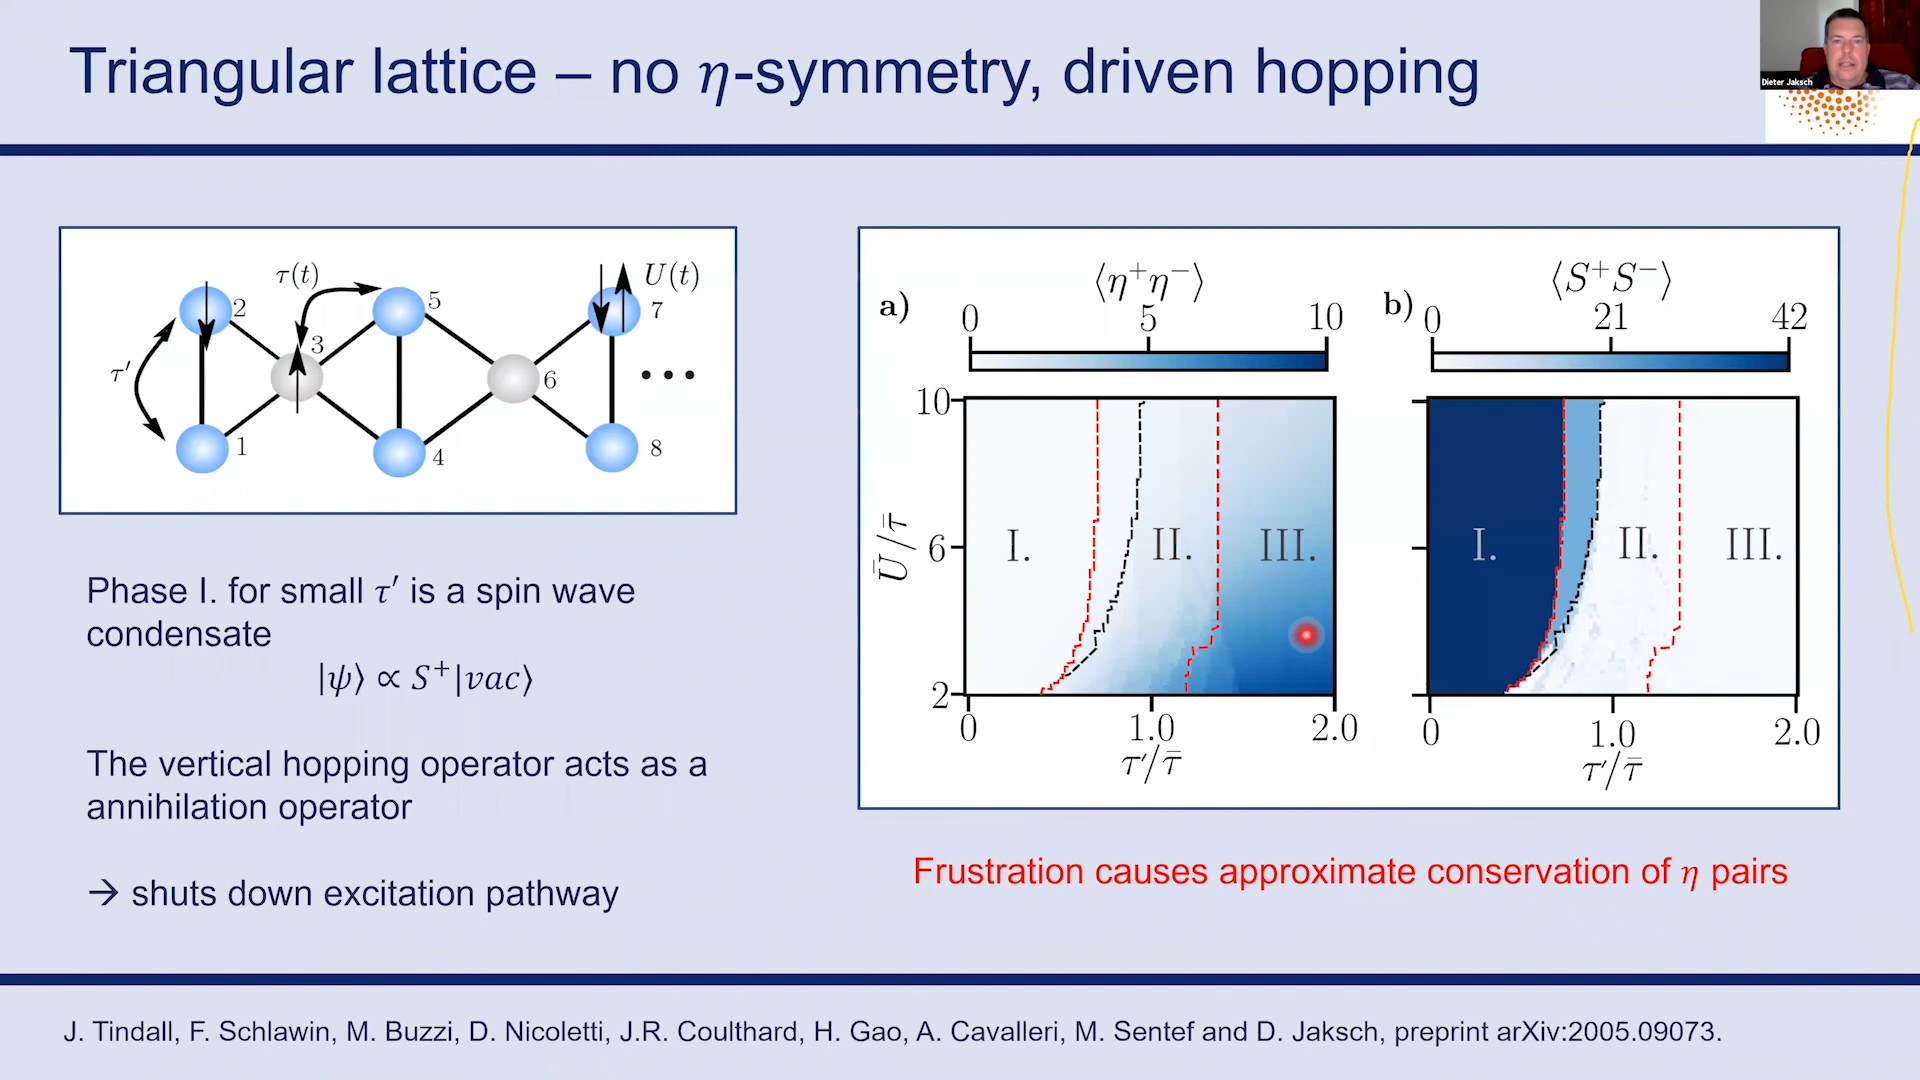 Triangular lattice – no η-symmetry, driven hopping
Dieter Jaksch
τ(t)
U(t)
2
5
7
3
τ′
6
1
4
8
Phase I. for small τ′ is a spin wave
condensate
|ψ⟩ ∝ S⁺|vac⟩
The vertical hopping operator acts as a
annihilation operator
→ shuts down excitation pathway
a)
⟨η⁺η⁻⟩
0 5 10
10
6
2
U̅/τ̅
I. II. III.
0 1.0 2.0
τ′/τ̅
b)
⟨S⁺S⁻⟩
0 21 42
I. II. III.
0 1.0 2.0
τ′/τ̅
Frustration causes approximate conservation of η pairs
J. Tindall, F. Schlawin, M. Buzzi, D. Nicoletti, J.R. Coulthard, H. Gao, A. Cavalleri, M. Sentef and D. Jaksch, preprint arXiv:2005.09073.